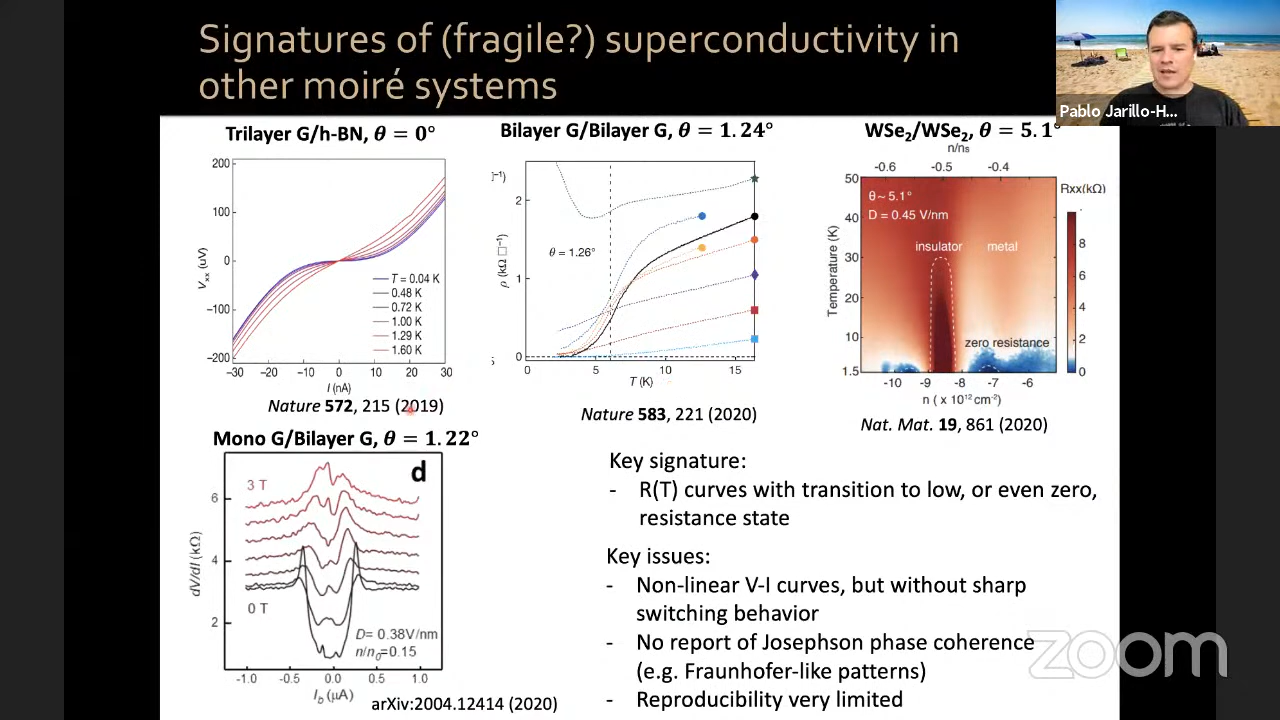 Signatures of (fragile?) superconductivity in
other moiré systems
Pablo Jarillo-H...
Trilayer G/h-BN, θ = 0°
200
100
0
−100
−200
V_xx (uV)
T = 0.04 K
0.48 K
0.72 K
1.00 K
1.29 K
1.60 K
−30 −20 −10 0 10 20 30
I (nA)
Nature 572, 215 (2019)
Bilayer G/Bilayer G, θ = 1.24°
2
1
0
ρ (kΩ □⁻¹)
θ = 1.26°
0 5 10 15
T (K)
Nature 583, 221 (2020)
WSe₂/WSe₂, θ = 5.1°
n/nₛ
-0.6 -0.5 -0.4
50
40
30
20
10
1.5
Temperature (K)
θ~ 5.1°
D = 0.45 V/nm
insulator metal
zero resistance
Rxx(kΩ)
8
6
4
2
0
-10 -9 -8 -7 -6
n ( x 10¹²cm⁻²)
Nat. Mat. 19, 861 (2020)
Mono G/Bilayer G, θ = 1.22°
d
3 T
0 T
6
4
2
dV/dI (kΩ)
D= 0.38V/nm
n/n₀=0.15
-1.0 -0.5 0.0 0.5 1.0
I_b (μA)
arXiv:2004.12414 (2020)
Key signature:
- R(T) curves with transition to low, or even zero,
resistance state
Key issues:
- Non-linear V-I curves, but without sharp
switching behavior
- No report of Josephson phase coherence
(e.g. Fraunhofer-like patterns)
- Reproducibility very limited
zoom